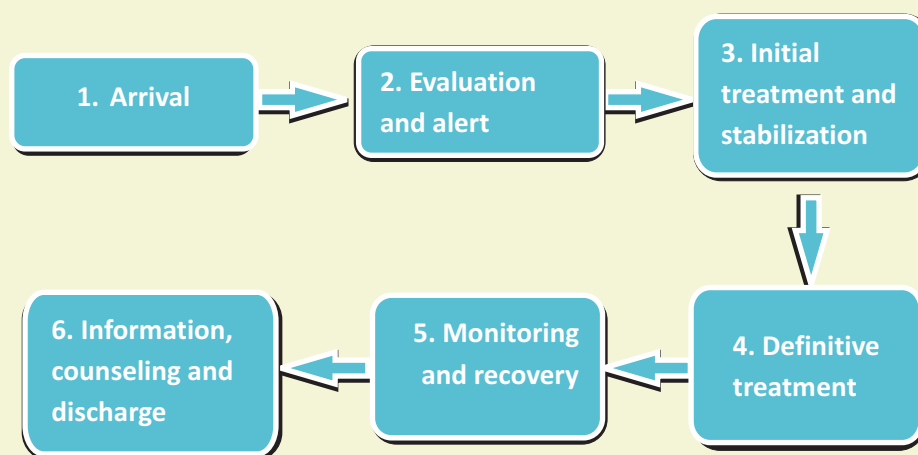 1. Arrival
2. Evaluation
and alert
3. Initial
treatment and
stabilization
4. Definitive
treatment
5. Monitoring
and recovery
6. Information,
counseling and
discharge